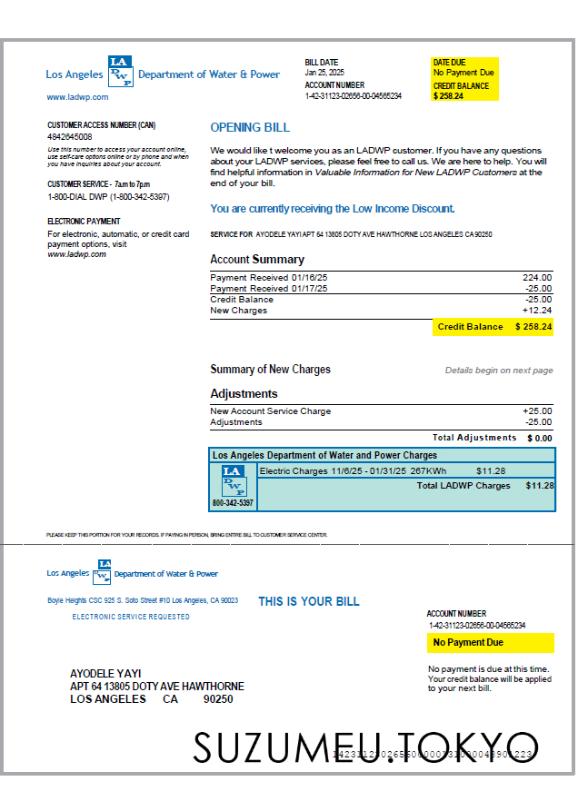 LA
DWP
Los Angeles Department of Water & Power
www.ladwp.com
BILL DATE
Jan 25, 2025
ACCOUNT NUMBER
1-42-31123-02656-00-04565234
DATE DUE
No Payment Due
CREDIT BALANCE
$ 258.24
CUSTOMER ACCESS NUMBER (CAN)
4842645008
Use this number to access your account online,
use self-care options online or by phone and when
you have inquiries about your account.
CUSTOMER SERVICE - 7am to 7pm
1-800-DIAL DWP (1-800-342-5397)
ELECTRONIC PAYMENT
For electronic, automatic, or credit card
payment options, visit
www.ladwp.com
OPENING BILL
We would like t welcome you as an LADWP customer. If you have any questions
about your LADWP services, please feel free to call us. We are here to help. You will
find helpful information in Valuable Information for New LADWP Customers at the
end of your bill.
You are currently receiving the Low Income Discount.
SERVICE FOR AYODELE YAYI APT 64 13805 DOTY AVE HAWTHORNE LOS ANGELES CA 90250
Account Summary
Payment Received 01/16/25 224.00
Payment Received 01/17/25 -25.00
Credit Balance -25.00
New Charges +12.24
Credit Balance $ 258.24
Summary of New Charges Details begin on next page
Adjustments
New Account Service Charge +25.00
Adjustments -25.00
Total Adjustments $ 0.00
Los Angeles Department of Water and Power Charges
LA
DWP
800-342-5397
Electric Charges 11/6/25 - 01/31/25 267KWh $11.28
Total LADWP Charges $11.28
PLEASE KEEP THIS PORTION FOR YOUR RECORDS. IF PAYING IN PERSON, BRING ENTIRE BILL TO CUSTOMER SERVICE CENTER.
Los Angeles LA DWP Department of Water & Power
Boyle Heights CSC 925 S. Soto Street #10 Los Angeles, CA 90023
ELECTRONIC SERVICE REQUESTED
THIS IS YOUR BILL
ACCOUNT NUMBER
1-42-31123-02656-00-04565234
No Payment Due
No payment is due at this time.
Your credit balance will be applied
to your next bill.
AYODELE YAYI
APT 64 13805 DOTY AVE HAWTHORNE
LOS ANGELES CA 90250
SUZUMEU.TOKYO